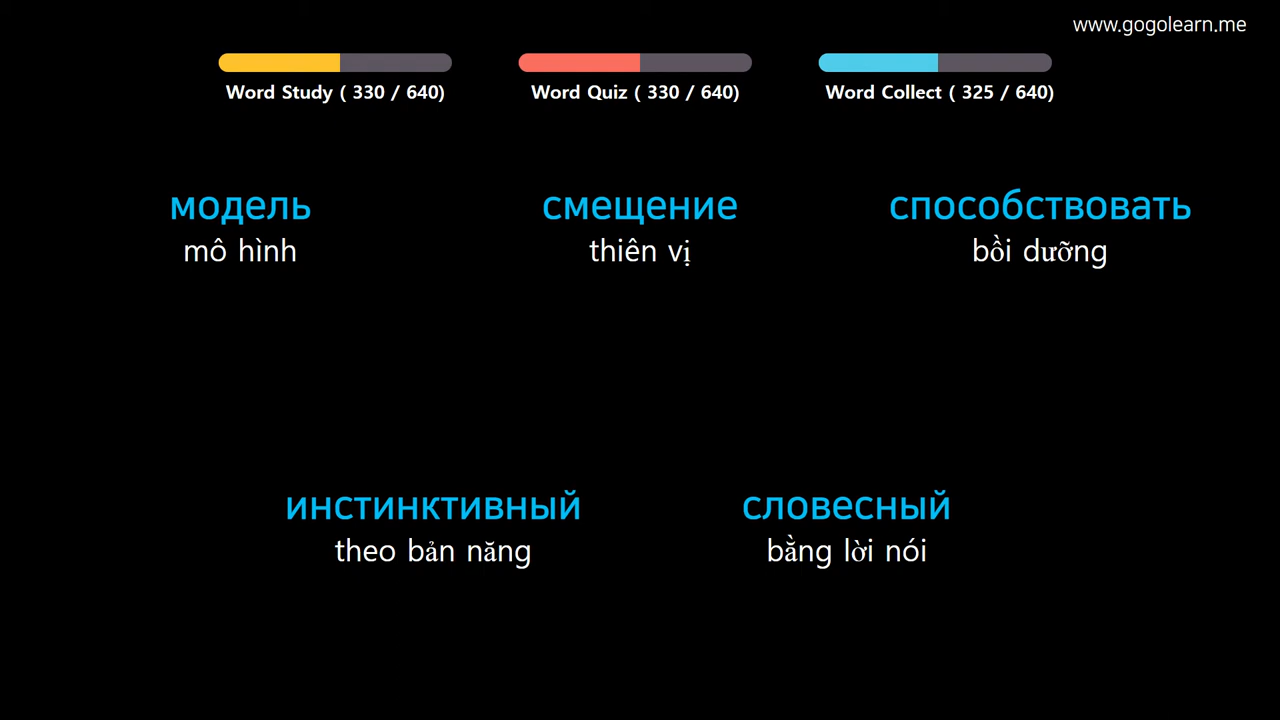 www.gogolearn.me
Word Study ( 330 / 640)
Word Quiz ( 330 / 640)
Word Collect ( 325 / 640)
модель
mô hình
смещение
thiên vị
способствовать
bồi dưỡng
инстинктивный
theo bản năng
словесный
bằng lời nói